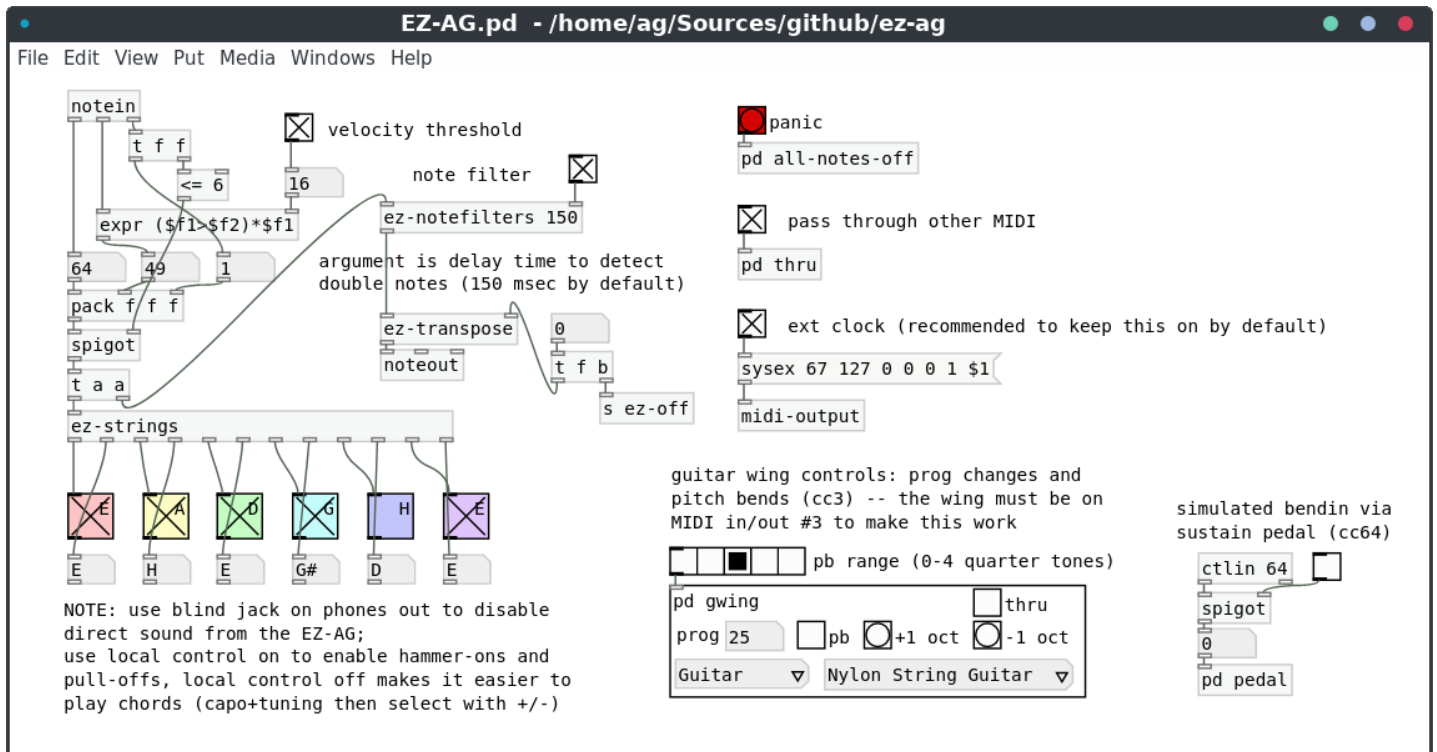 EZ-AG.pd - /home/ag/Sources/github/ez-ag
File Edit View Put Media Windows Help
notein
t f f
<= 6
velocity threshold
16
expr ($f1>$f2)*$f1
64
49
1
pack f f f
spigot
t a a
ez-strings
note filter
ez-notefilters 150
argument is delay time to detect
double notes (150 msec by default)
ez-transpose
noteout
0
t f b
s ez-off
E
A
D
G
H
E
E
H
E
G#
D
E
NOTE: use blind jack on phones out to disable
direct sound from the EZ-AG;
use local control on to enable hammer-ons and
pull-offs, local control off makes it easier to
play chords (capo+tuning then select with +/-)
panic
pd all-notes-off
pass through other MIDI
pd thru
ext clock (recommended to keep this on by default)
sysex 67 127 0 0 0 1 $1
midi-output
guitar wing controls: prog changes and
pitch bends (cc3) -- the wing must be on
MIDI in/out #3 to make this work
pb range (0-4 quarter tones)
pd gwing
thru
prog 25
pb
+1 oct
-1 oct
Guitar
Nylon String Guitar
simulated bendin via
sustain pedal (cc64)
ctlin 64
spigot
0
pd pedal